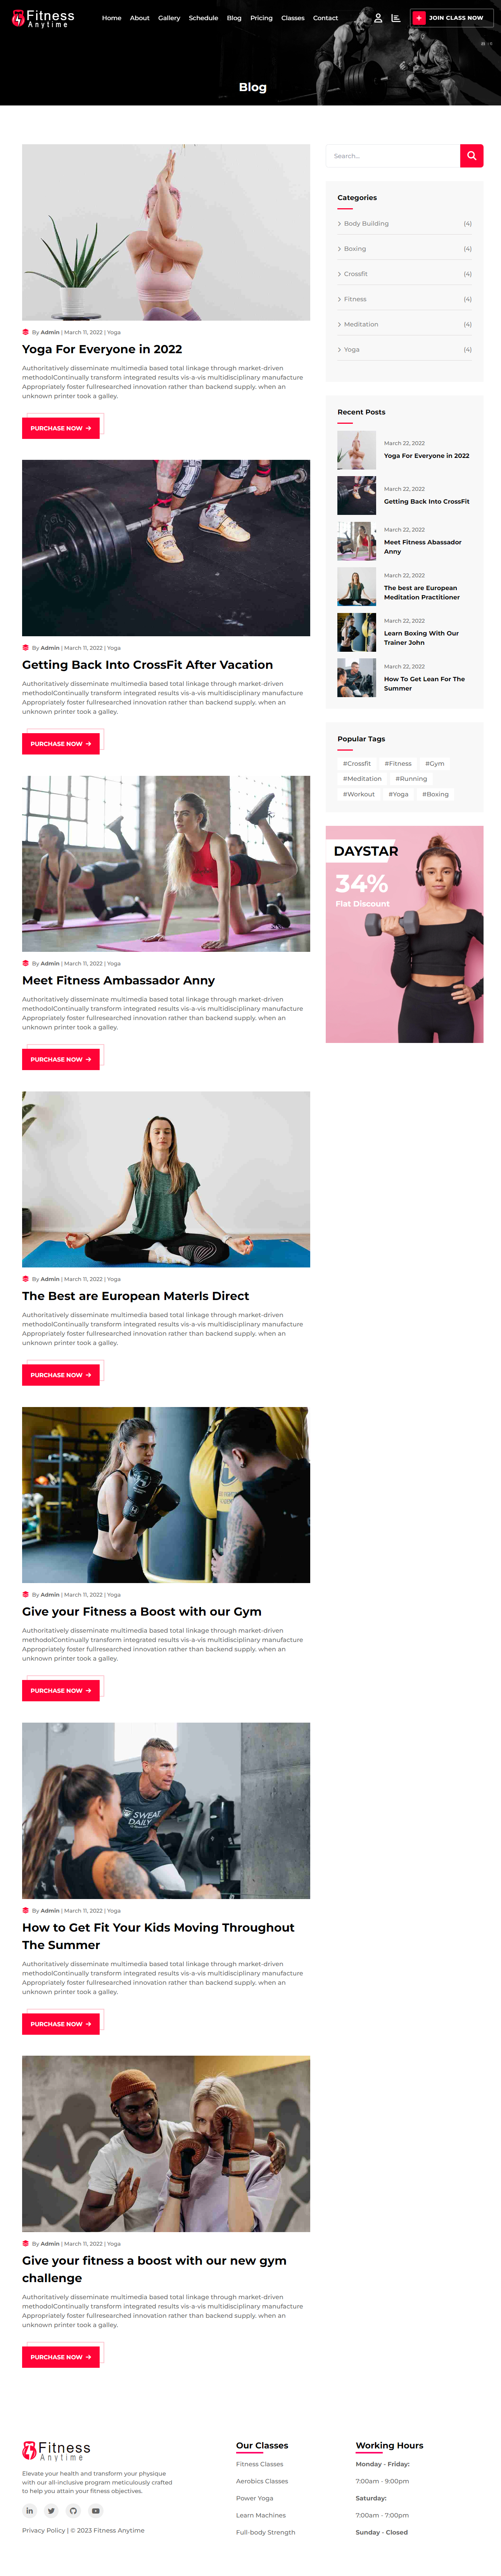 Fitness
Anytime
Home About Gallery Schedule Blog Pricing Classes Contact
JOIN CLASS NOW
Blog
By Admin | March 11, 2022 | Yoga
Yoga For Everyone in 2022
Authoritatively disseminate multimedia based total linkage through market-driven
methodolContinually transform integrated results vis-a-vis multidisciplinary manufacture
Appropriately foster fullresearched innovation rather than backend supply. when an
unknown printer took a galley.
PURCHASE NOW
By Admin | March 11, 2022 | Yoga
Getting Back Into CrossFit After Vacation
Authoritatively disseminate multimedia based total linkage through market-driven
methodolContinually transform integrated results vis-a-vis multidisciplinary manufacture
Appropriately foster fullresearched innovation rather than backend supply. when an
unknown printer took a galley.
PURCHASE NOW
By Admin | March 11, 2022 | Yoga
Meet Fitness Ambassador Anny
Authoritatively disseminate multimedia based total linkage through market-driven
methodolContinually transform integrated results vis-a-vis multidisciplinary manufacture
Appropriately foster fullresearched innovation rather than backend supply. when an
unknown printer took a galley.
PURCHASE NOW
By Admin | March 11, 2022 | Yoga
The Best are European Materls Direct
Authoritatively disseminate multimedia based total linkage through market-driven
methodolContinually transform integrated results vis-a-vis multidisciplinary manufacture
Appropriately foster fullresearched innovation rather than backend supply. when an
unknown printer took a galley.
PURCHASE NOW
By Admin | March 11, 2022 | Yoga
Give your Fitness a Boost with our Gym
Authoritatively disseminate multimedia based total linkage through market-driven
methodolContinually transform integrated results vis-a-vis multidisciplinary manufacture
Appropriately foster fullresearched innovation rather than backend supply. when an
unknown printer took a galley.
PURCHASE NOW
SWEAT
DAILY
By Admin | March 11, 2022 | Yoga
How to Get Fit Your Kids Moving Throughout
The Summer
Authoritatively disseminate multimedia based total linkage through market-driven
methodolContinually transform integrated results vis-a-vis multidisciplinary manufacture
Appropriately foster fullresearched innovation rather than backend supply. when an
unknown printer took a galley.
PURCHASE NOW
By Admin | March 11, 2022 | Yoga
Give your fitness a boost with our new gym
challenge
Authoritatively disseminate multimedia based total linkage through market-driven
methodolContinually transform integrated results vis-a-vis multidisciplinary manufacture
Appropriately foster fullresearched innovation rather than backend supply. when an
unknown printer took a galley.
PURCHASE NOW
Search...
Categories
Body Building (4)
Boxing (4)
Crossfit (4)
Fitness (4)
Meditation (4)
Yoga (4)
Recent Posts
March 22, 2022
Yoga For Everyone in 2022
March 22, 2022
Getting Back Into CrossFit
March 22, 2022
Meet Fitness Abassador
Anny
March 22, 2022
The best are European
Meditation Practitioner
March 22, 2022
Learn Boxing With Our
Trainer John
March 22, 2022
How To Get Lean For The
Summer
Popular Tags
#Crossfit #Fitness #Gym
#Meditation #Running
#Workout #Yoga #Boxing
DAYSTAR
34%
Flat Discount
Fitness
Anytime
Elevate your health and transform your physique
with our all-inclusive program meticulously crafted
to help you attain your fitness objectives.
Privacy Policy | © 2023 Fitness Anytime
Our Classes
Fitness Classes
Aerobics Classes
Power Yoga
Learn Machines
Full-body Strength
Working Hours
Monday - Friday:
7:00am - 9:00pm
Saturday:
7:00am - 7:00pm
Sunday - Closed